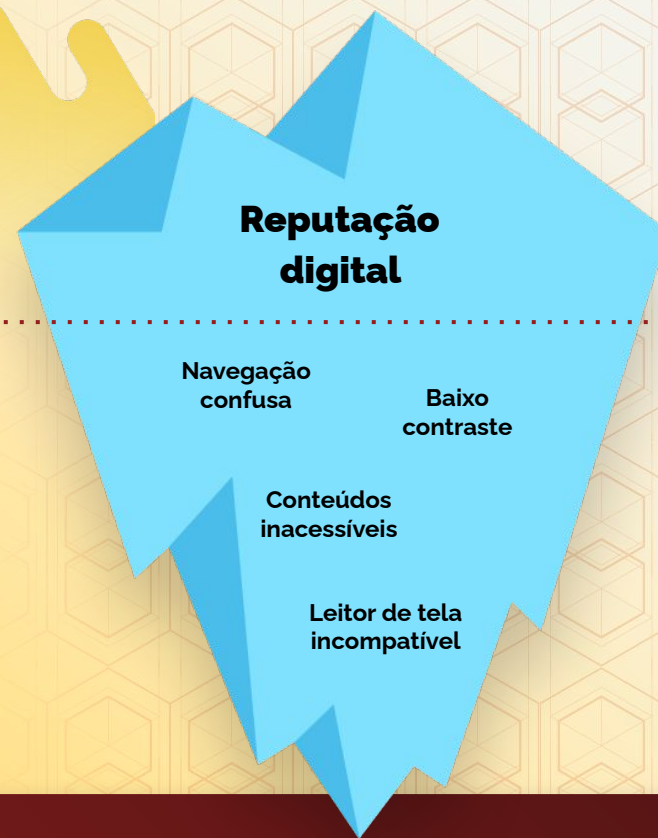 Reputação
digital
Navegação
confusa
Baixo
contraste
Conteúdos
inacessíveis
Leitor de tela
incompatível